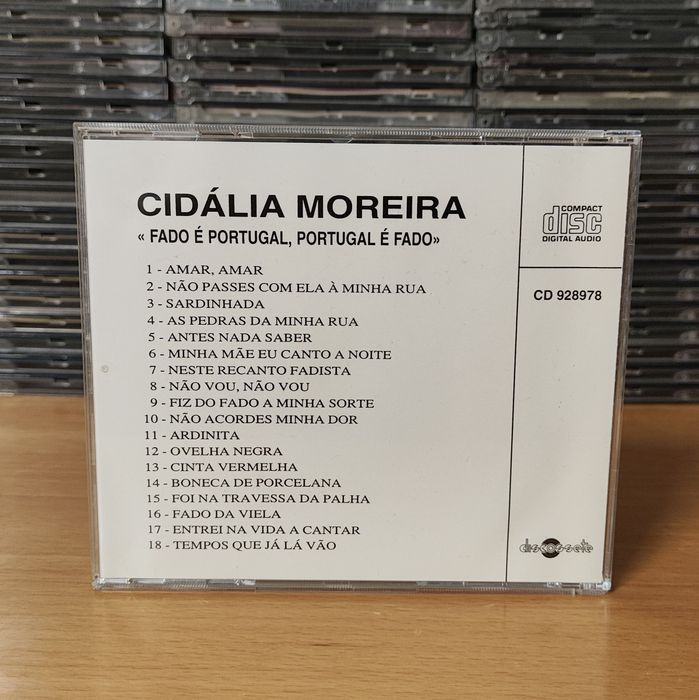 CIDÁLIA MOREIRA
« FADO É PORTUGAL, PORTUGAL É FADO»
1 - AMAR, AMAR
2 - NÃO PASSES COM ELA À MINHA RUA
3 - SARDINHADA
4 - AS PEDRAS DA MINHA RUA
5 - ANTES NADA SABER
6 - MINHA MÃE EU CANTO A NOITE
7 - NESTE RECANTO FADISTA
8 - NÃO VOU, NÃO VOU
9 - FIZ DO FADO A MINHA SORTE
10 - NÃO ACORDES MINHA DOR
11 - ARDINITA
12 - OVELHA NEGRA
13 - CINTA VERMELHA
14 - BONECA DE PORCELANA
15 - FOI NA TRAVESSA DA PALHA
16 - FADO DA VIELA
17 - ENTREI NA VIDA A CANTAR
18 - TEMPOS QUE JÁ LÁ VÃO
COMPACT
disc
DIGITAL AUDIO
CD 928978
discossete